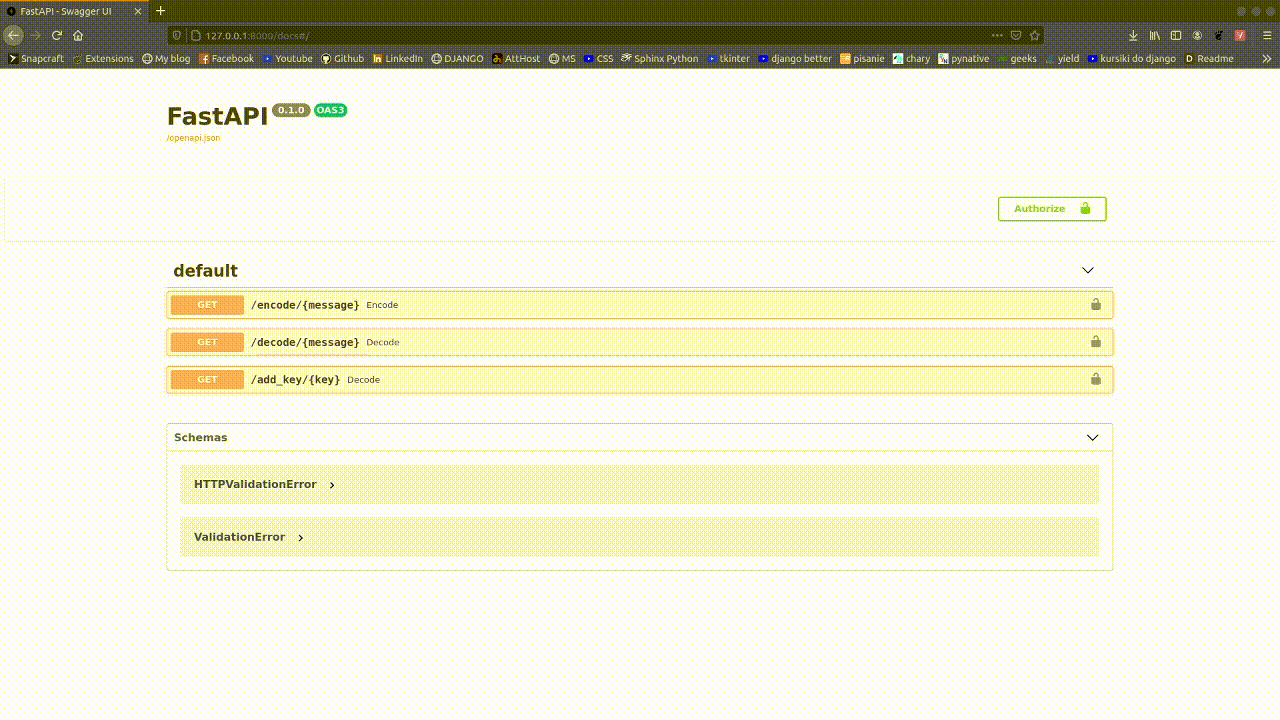 FastAPI - Swagger UI
127.0.0.1:8000/docs#/
Snapcraft Extensions My blog Facebook Youtube Github LinkedIn DJANGO AttHost MS CSS Sphinx Python tkinter django better pisanie chary pynative geeks yield kursiki do django Readme
FastAPI 0.1.0 OAS3
/openapi.json
Authorize
default
GET /encode/{message} Encode
GET /decode/{message} Decode
GET /add_key/{key} Decode
Schemas
HTTPValidationError
ValidationError